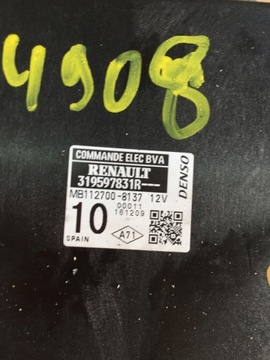 4908
COMMANDE ELEC BVA
RENAULT
319597831R---
MB112700-8137 12V
00011
161209
10
A71
SPAIN
DENSO